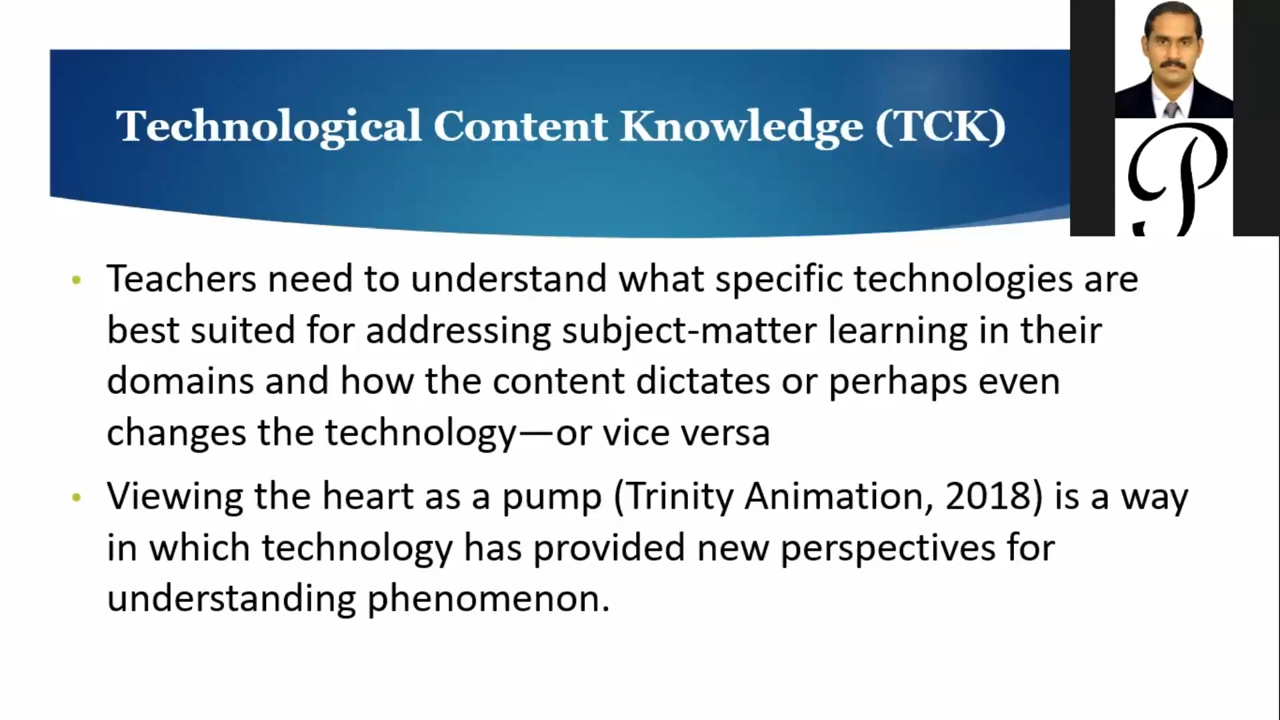 Technological Content Knowledge (TCK)
P
Teachers need to understand what specific technologies are
best suited for addressing subject-matter learning in their
domains and how the content dictates or perhaps even
changes the technology—or vice versa
Viewing the heart as a pump (Trinity Animation, 2018) is a way
in which technology has provided new perspectives for
understanding phenomenon.